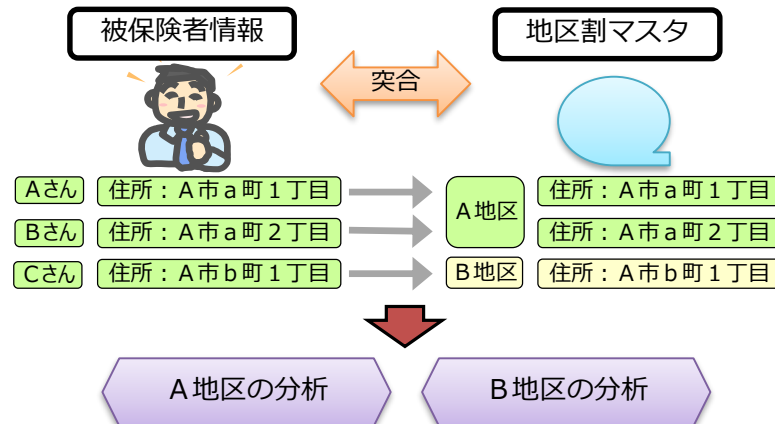 被保険者情報
地区割マスタ
突合
Aさん 住所：A市a町1丁目 A地区 住所：A市a町1丁目
Bさん 住所：A市a町2丁目 住所：A市a町2丁目
Cさん 住所：A市b町1丁目 B地区 住所：A市b町1丁目
A地区の分析 B地区の分析